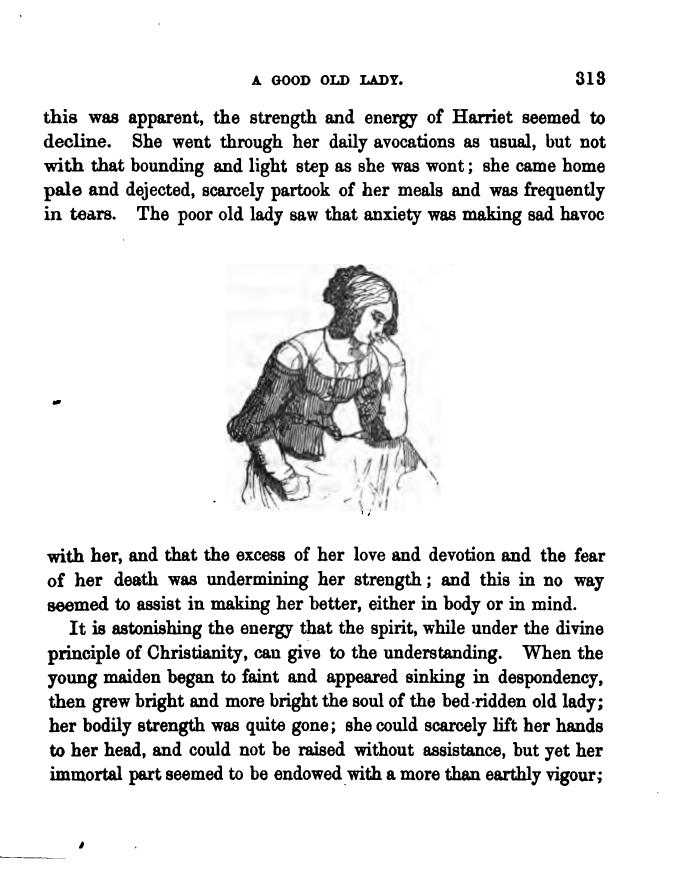 A GOOD OLD LADY. 313
this was apparent, the strength and energy of Harriet seemed to
decline. She went through her daily avocations as usual, but not
with that bounding and light step as she was wont; she came home
pale and dejected, scarcely partook of her meals and was frequently
in tears. The poor old lady saw that anxiety was making sad havoc
with her, and that the excess of her love and devotion and the fear
of her death was undermining her strength; and this in no way
seemed to assist in making her better, either in body or in mind.
It is astonishing the energy that the spirit, while under the divine
principle of Christianity, can give to the understanding. When the
young maiden began to faint and appeared sinking in despondency,
then grew bright and more bright the soul of the bed-ridden old lady;
her bodily strength was quite gone; she could scarcely lift her hands
to her head, and could not be raised without assistance, but yet her
immortal part seemed to be endowed with a more than earthly vigour;